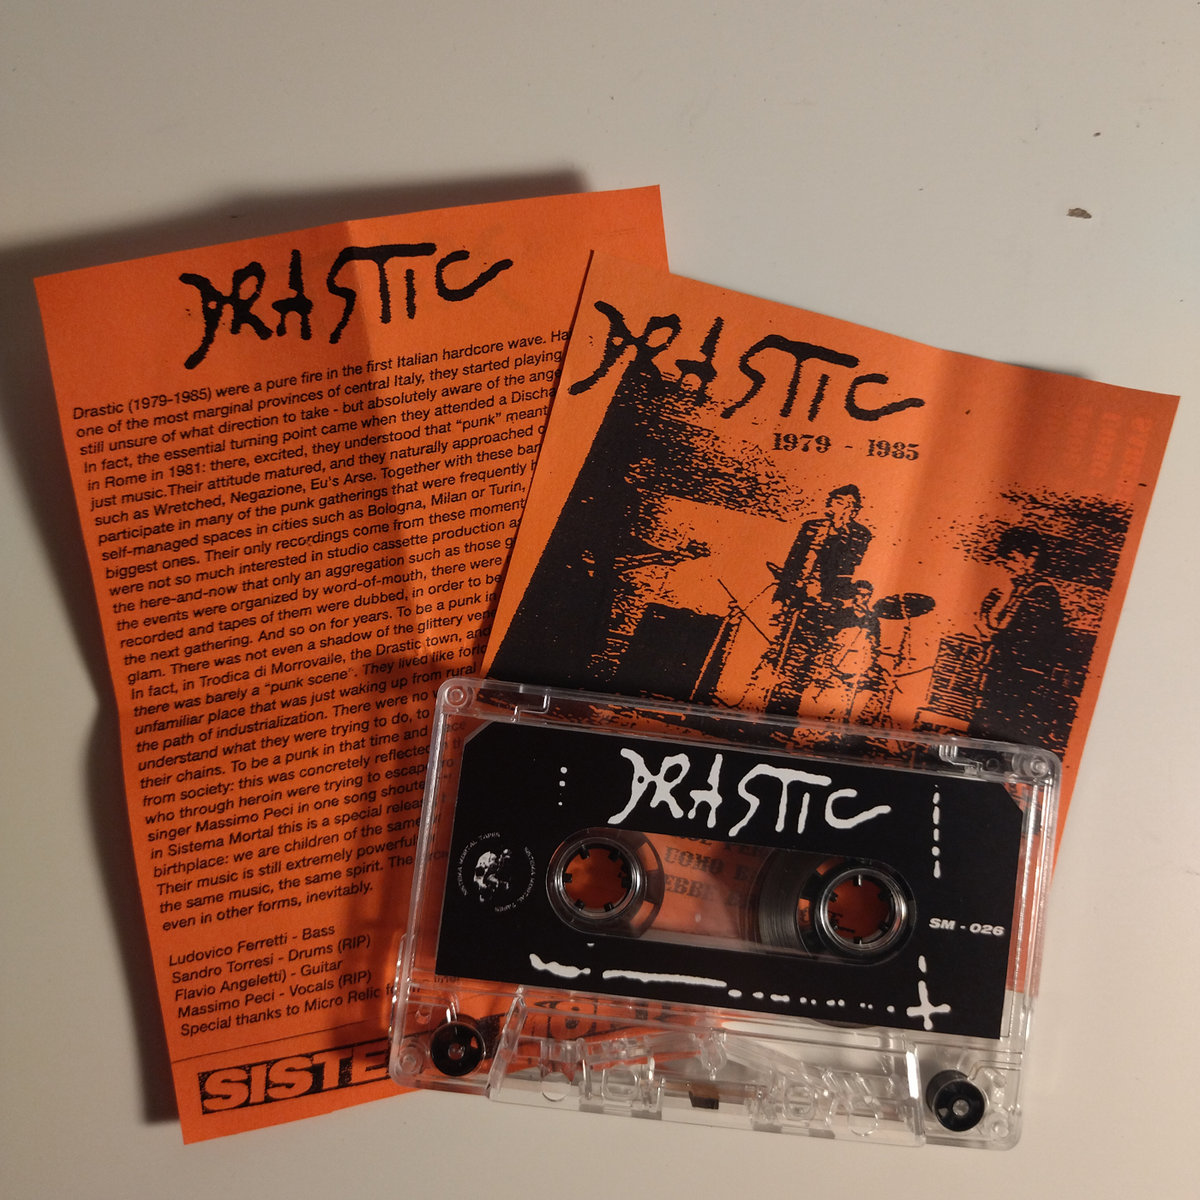 DRASTIC
Drastic (1979-1985) were a pure fire in the first Italian hardcore wave.
one of the most marginal provinces of central Italy, they started playing
still unsure of what direction to take - but absolutely aware of the
In fact, the essential turning point came when they attended a
in Rome in 1981: there, excited, they understood that “punk” meant
just music.Their attitude matured, and they naturally approached
such as Wretched, Negazione, Eu's Arse. Together with these
participate in many of the punk gatherings that were frequently
self-managed spaces in cities such as Bologna, Milan or Turin,
biggest ones. Their only recordings come from these
were not so much interested in studio cassette production
the here-and-now that only an aggregation such as those
the events were organized by word-of-mouth, there were
recorded and tapes of them were dubbed, in order to be
the next gathering. And so on for years. To be a punk in
glam. There was not even a shadow of the glittery
In fact, in Trodica di Morrovalle, the Drastic town, and
there was barely a “punk scene”. They lived like
unfamiliar place that was just waking up from rural
the path of industrialization. There were no
understand what they were trying to do, to
their chains. To be a punk in that time and
from society: this was concretely reflected
who through heroin were trying to escape
singer Massimo Peci in one song
in Sistema Mortal this is a special
birthplace: we are children of the same
Their music is still extremely powerful
the same music, the same spirit. The
even in other forms, inevitably.
Ludovico Ferretti - Bass
Sandro Torresi - Drums (RIP)
Flavio Angeletti) - Guitar
Massimo Peci - Vocals (RIP)
Special thanks to Micro Relic
SISTE
DRASTIC
1979 - 1985
DRASTIC
SISTEMA MORTAL TAPES
SISTEMA MORTAL TAPES
UOMO
SM - 026